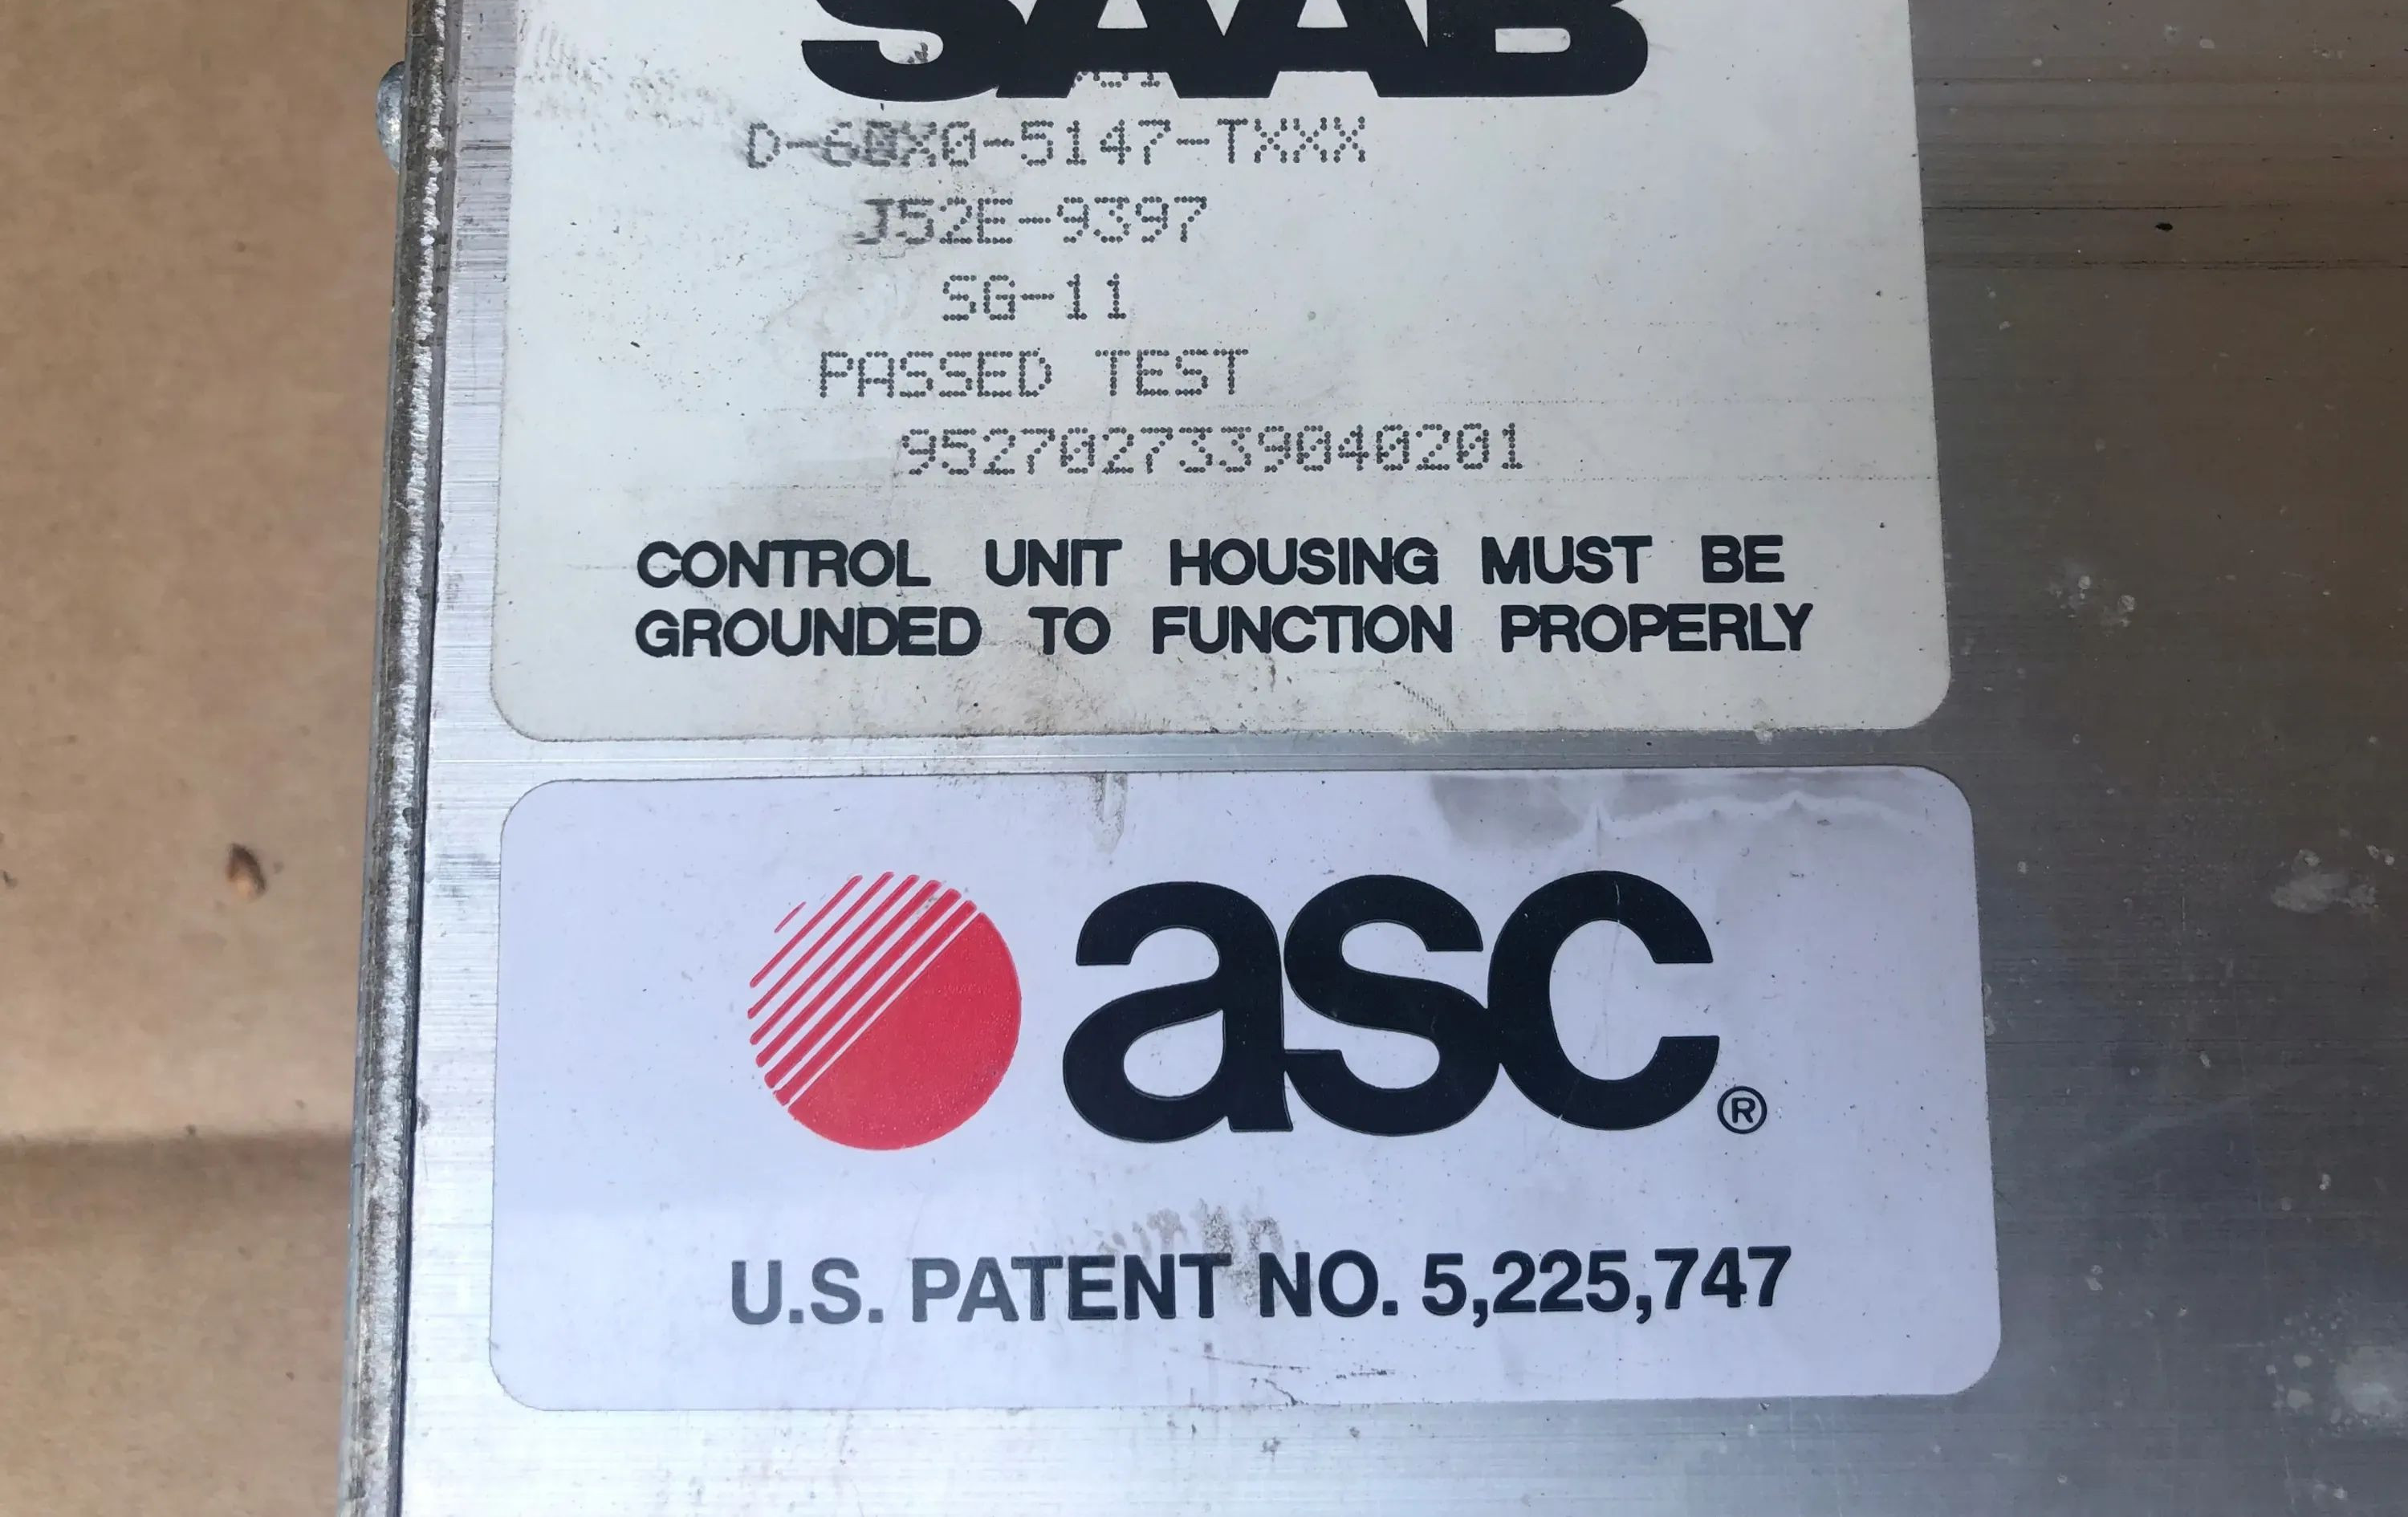 SAAB
D-60X0-5147-TXXX
J52E-9397
SG-11
PASSED TEST
9527027339040201
CONTROL UNIT HOUSING MUST BE
GROUNDED TO FUNCTION PROPERLY
asc®
U.S. PATENT NO. 5,225,747